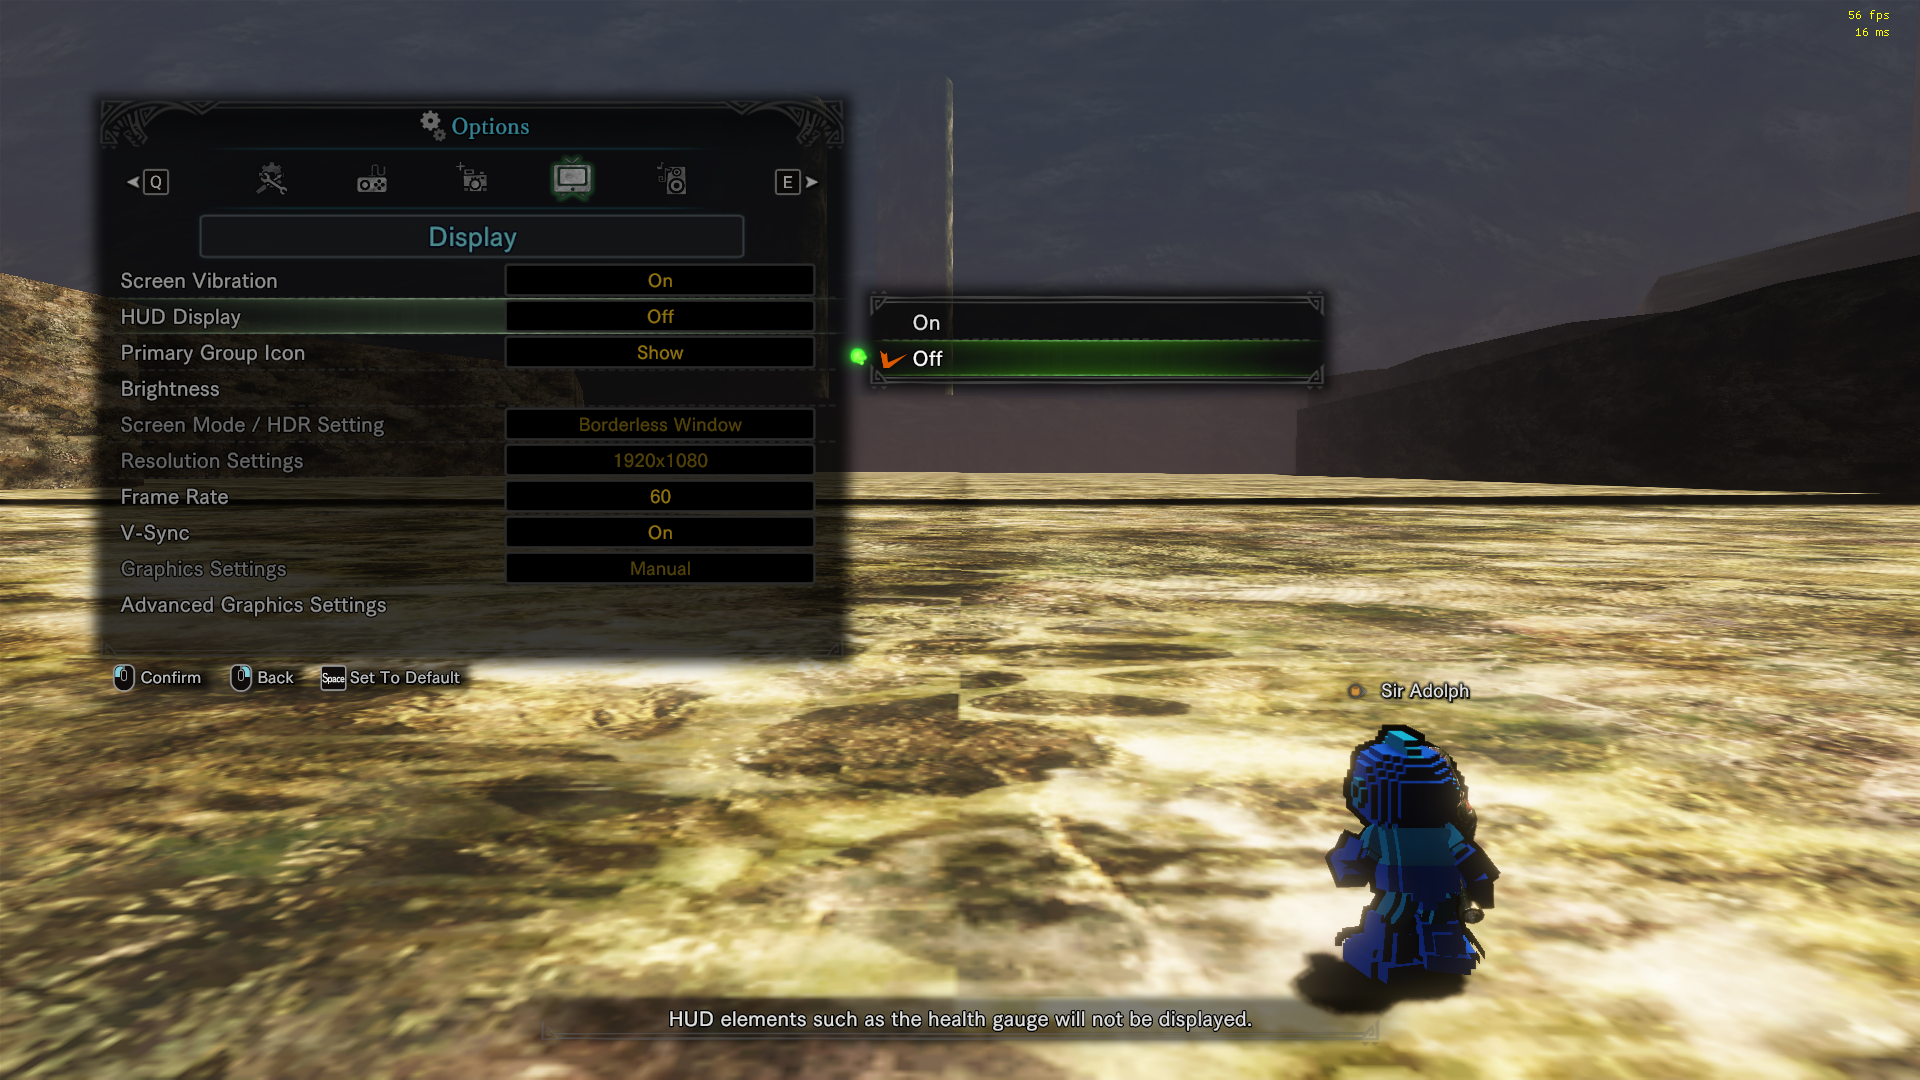 56 fps
16 ms
Options
Q
E
Display
Screen Vibration On
HUD Display Off
Primary Group Icon Show
Brightness
Screen Mode / HDR Setting Borderless Window
Resolution Settings 1920x1080
Frame Rate 60
V-Sync On
Graphics Settings Manual
Advanced Graphics Settings
On
Off
Confirm Back Space Set To Default
Sir Adolph
HUD elements such as the health gauge will not be displayed.